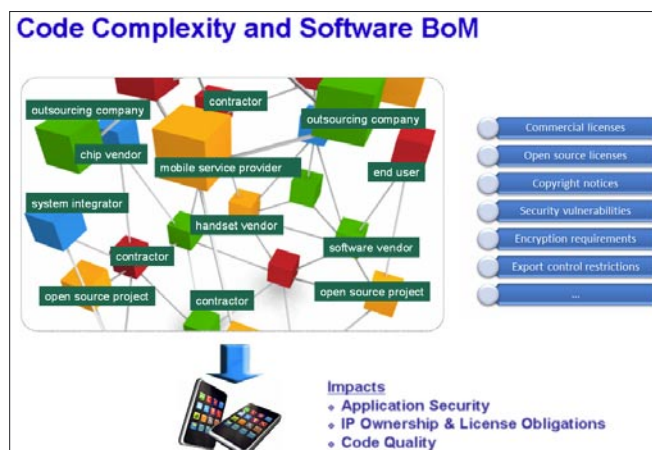 Code Complexity and Software BoM
outsourcing company
contractor
outsourcing company
chip vendor
mobile service provider
end user
system integrator
handset vendor
software vendor
contractor
open source project
contractor
open source project
Commercial licenses
Open source licenses
Copyright notices
Security vulnerabilities
Encryption requirements
Export control restrictions
...
Impacts
Application Security
IP Ownership & License Obligations
Code Quality